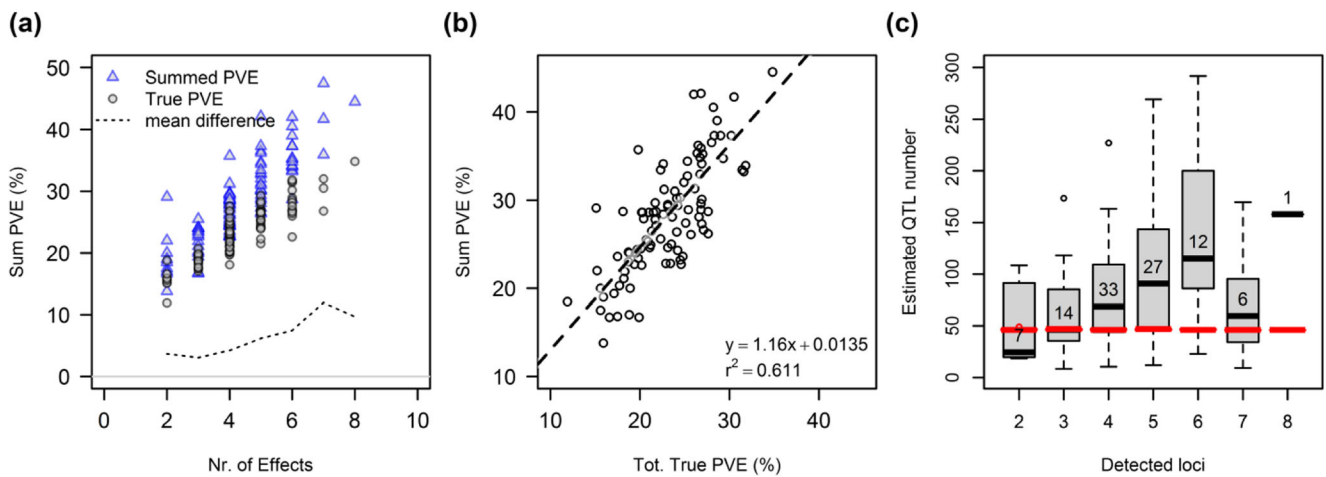 (a)
Sum PVE (%)
50
40
30
20
10
0
Summed PVE
True PVE
mean difference
0 2 4 6 8 10
Nr. of Effects
(b)
Sum PVE (%)
40
30
20
10
y = 1.16x + 0.0135
r² = 0.611
10 20 30 40
Tot. True PVE (%)
(c)
Estimated QTL number
300
250
200
150
100
50
0
7 14 33 27 12 6 1
2 3 4 5 6 7 8
Detected loci